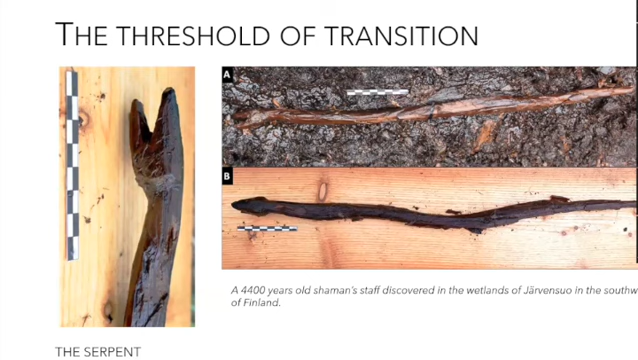 THE THRESHOLD OF TRANSITION
A
B
A 4400 years old shaman's staff discovered in the wetlands of Järvensuo in the southw
of Finland.
THE SERPENT